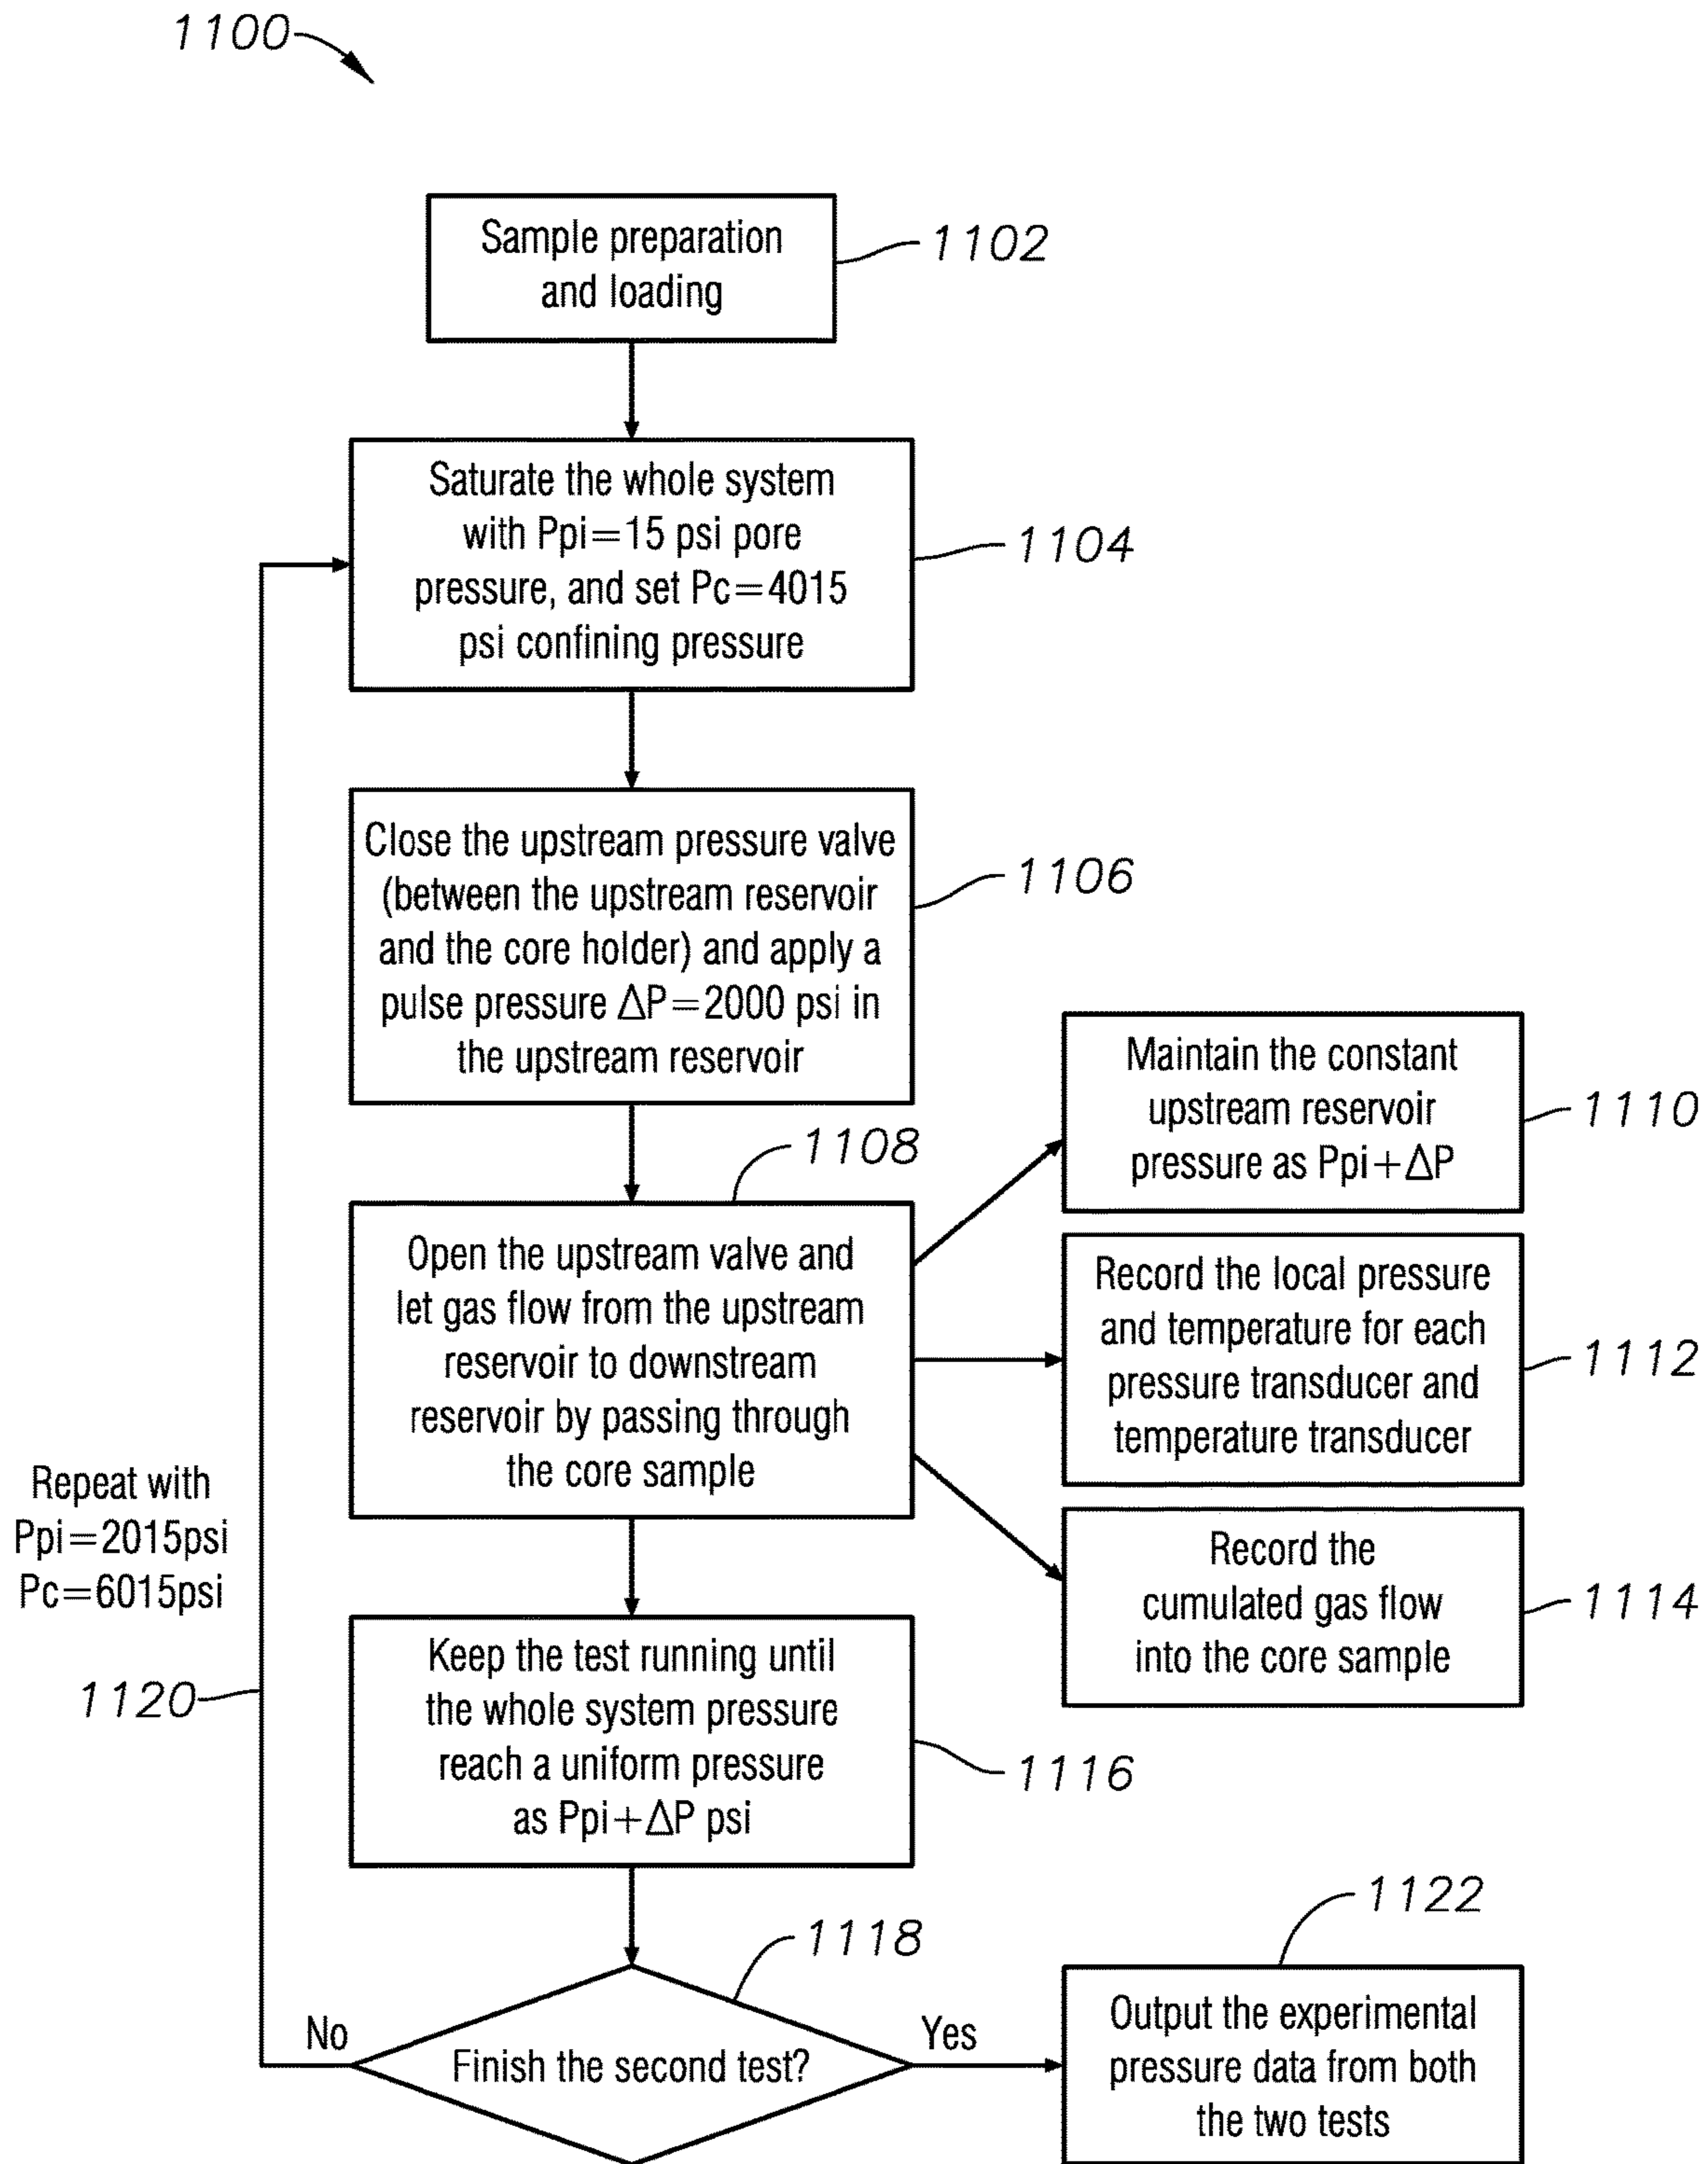 1100
Sample preparation
and loading
1102
Saturate the whole system
with Ppi=15 psi pore
pressure, and set Pc=4015
psi confining pressure
1104
Close the upstream pressure valve
(between the upstream reservoir
and the core holder) and apply a
pulse pressure ΔP=2000 psi in
the upstream reservoir
1106
1108
Open the upstream valve and
let gas flow from the upstream
reservoir to downstream
reservoir by passing through
the core sample
Maintain the constant
upstream reservoir
pressure as Ppi+ΔP
1110
Record the local pressure
and temperature for each
pressure transducer and
temperature transducer
1112
Record the
cumulated gas flow
into the core sample
1114
Repeat with
Ppi=2015psi
Pc=6015psi
1120
Keep the test running until
the whole system pressure
reach a uniform pressure
as Ppi+ΔP psi
1116
1118
No
Finish the second test?
Yes
1122
Output the experimental
pressure data from both
the two tests